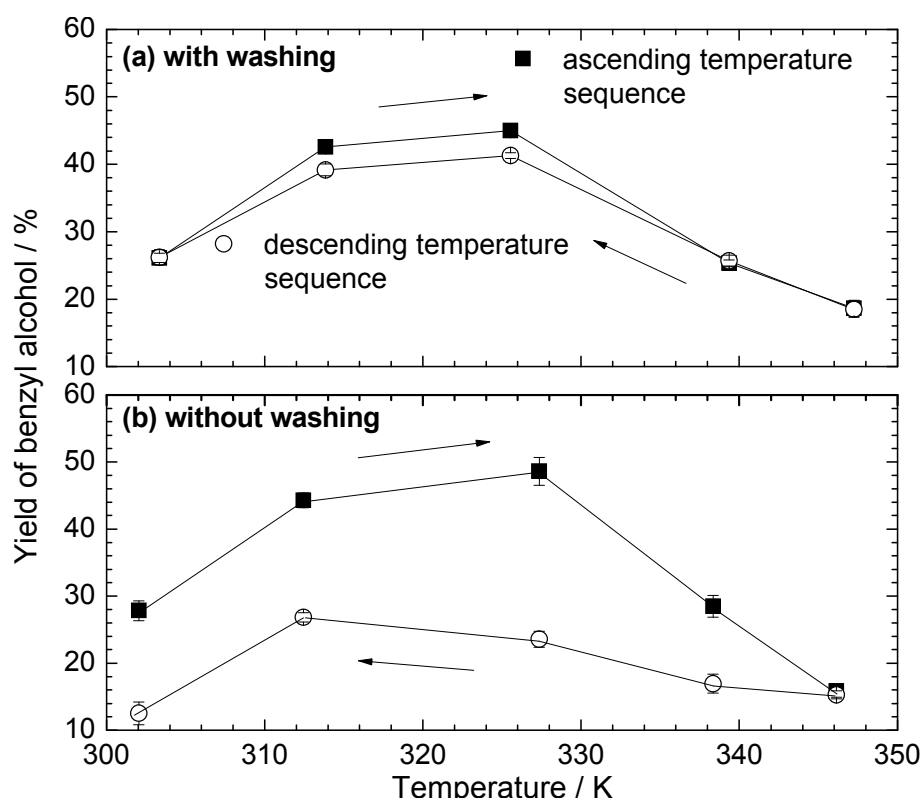 Yield of benzyl alcohol / %
60
(a) with washing
ascending temperature
sequence
50
40
30
descending temperature
sequence
20
10
60
(b) without washing
50
40
30
20
10
300 310 320 330 340 350
Temperature / K